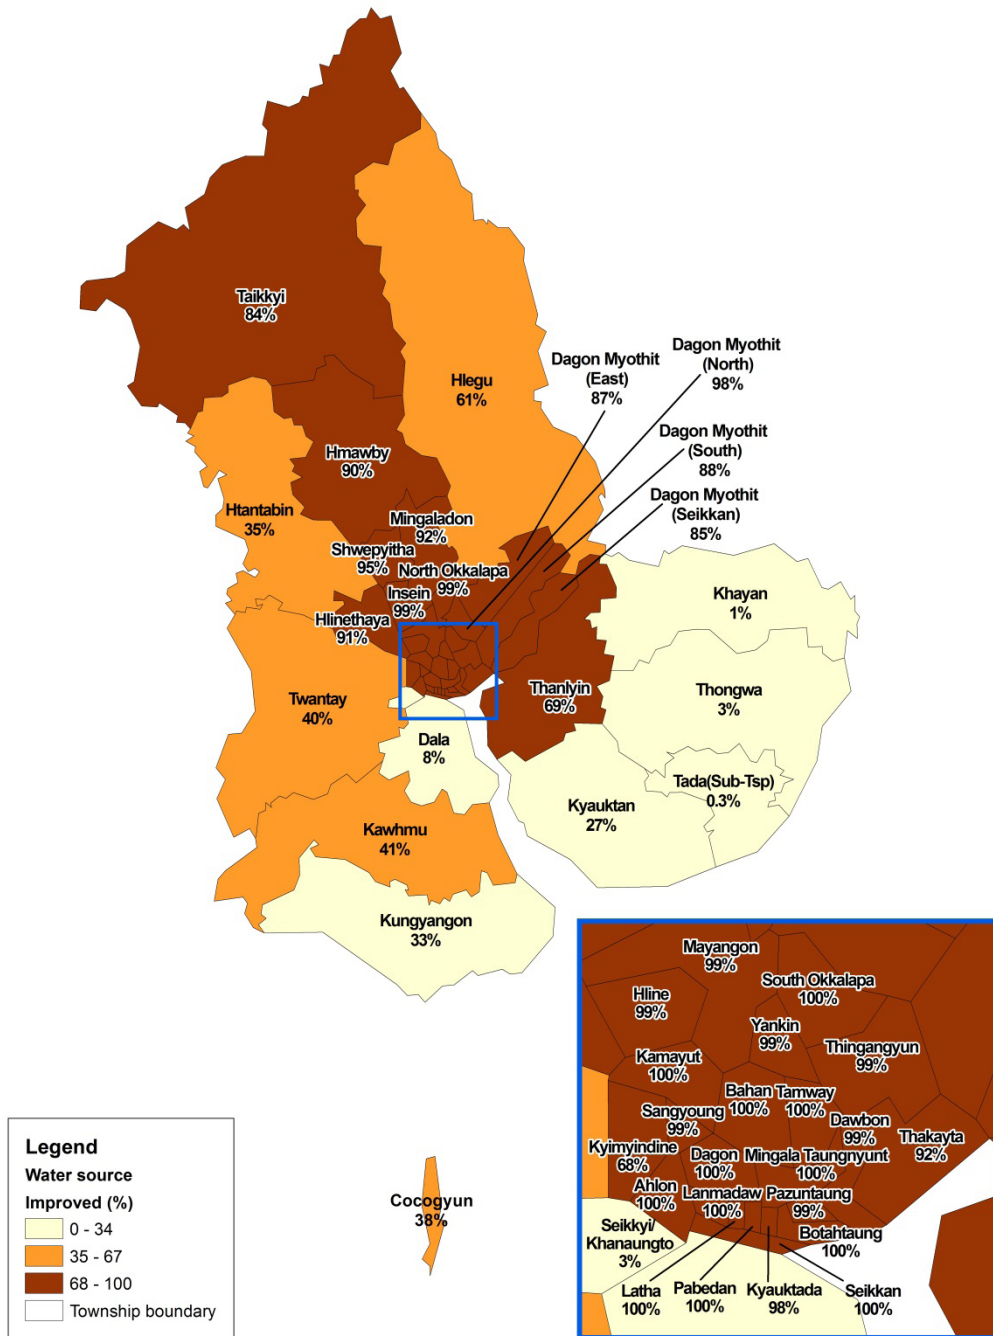 Taikkyi
84%
Hlegu
61%
Dagon Myothit
(East)
87%
Dagon Myothit
(North)
98%
Dagon Myothit
(South)
88%
Dagon Myothit
(Seikkan)
85%
Hmawby
90%
Htantabin
35%
Mingaladon
92%
Shwepyitha
95%
North Okkalapa
99%
Insein
99%
Hlinethaya
91%
Khayan
1%
Thongwa
3%
Thanlyin
69%
Twantay
40%
Dala
8%
Tada(Sub-Tsp)
0.3%
Kyauktan
27%
Kawhmu
41%
Kungyangon
33%
Cocogyun
38%
Mayangon
99%
South Okkalapa
100%
Hline
99%
Yankin
99%
Thingangyun
99%
Kamayut
100%
Bahan
100%
Tamway
100%
Sangyoung
99%
Dawbon
99%
Thakayta
92%
Kyimyindine
68%
Dagon
100%
Mingala Taungnyunt
100%
Ahlon
100%
Lanmadaw
100%
Pazuntaung
99%
Botahtaung
100%
Seikkyi/
Khanaungto
3%
Latha
100%
Pabedan
100%
Kyauktada
98%
Seikkan
100%
Legend
Water source
Improved (%)
0 - 34
35 - 67
68 - 100
Township boundary